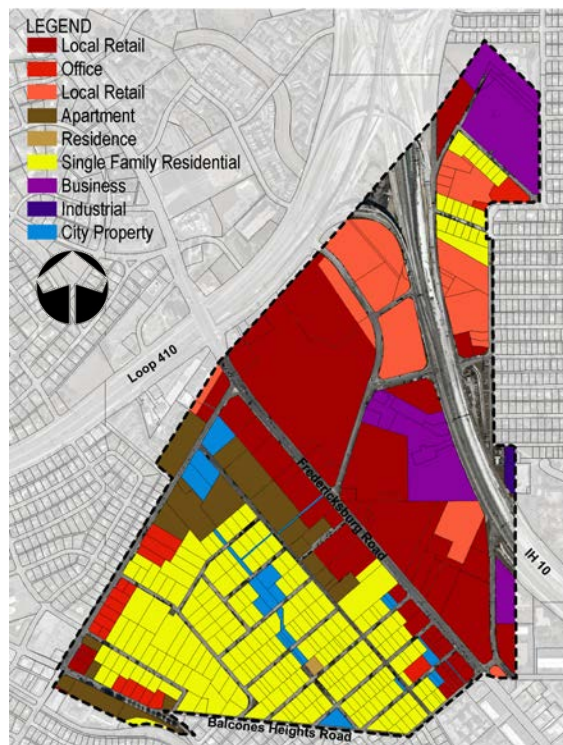 LEGEND
Local Retail
Office
Local Retail
Apartment
Residence
Single Family Residential
Business
Industrial
City Property
Loop 410
Fredericksburg Road
IH 10
Balcones Heights Road